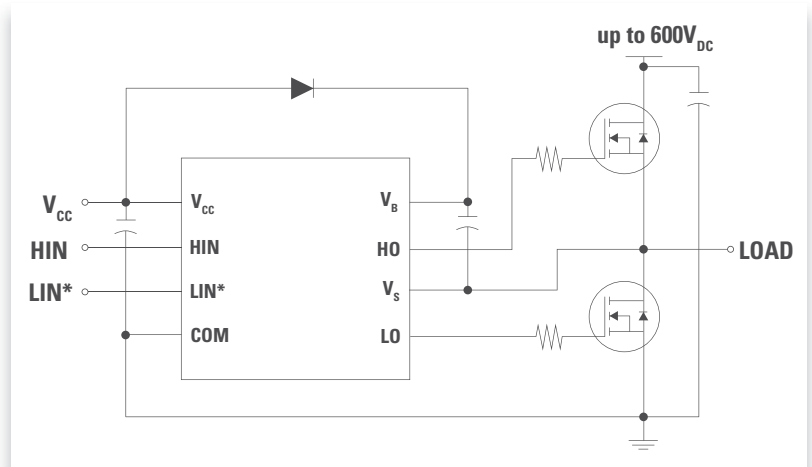 up to 600VDC
VCC
HIN
LIN*
VCC
HIN
LIN*
COM
VB
HO
VS
LO
LOAD